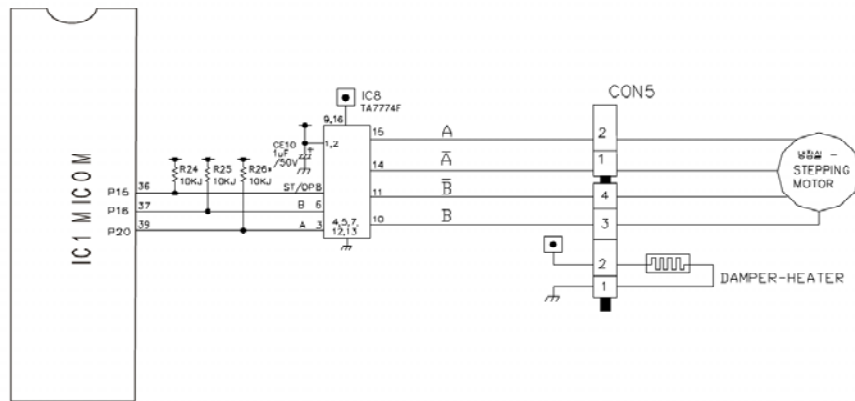 IC1 MICOM
P15
36
P18
37
P20
39
R24
10KJ
R25
10KJ
R26*
10KJ
CE10
1uF
/50V
+
9,16
IC8
TA7774F
1,2
ST/OP8
B 6
A 3
4,5,7,
12,13
15
14
11
10
A
A̅
B̅
B
CON5
2
1
4
3
2
1
STEPPING
MOTOR
DAMPER-HEATER